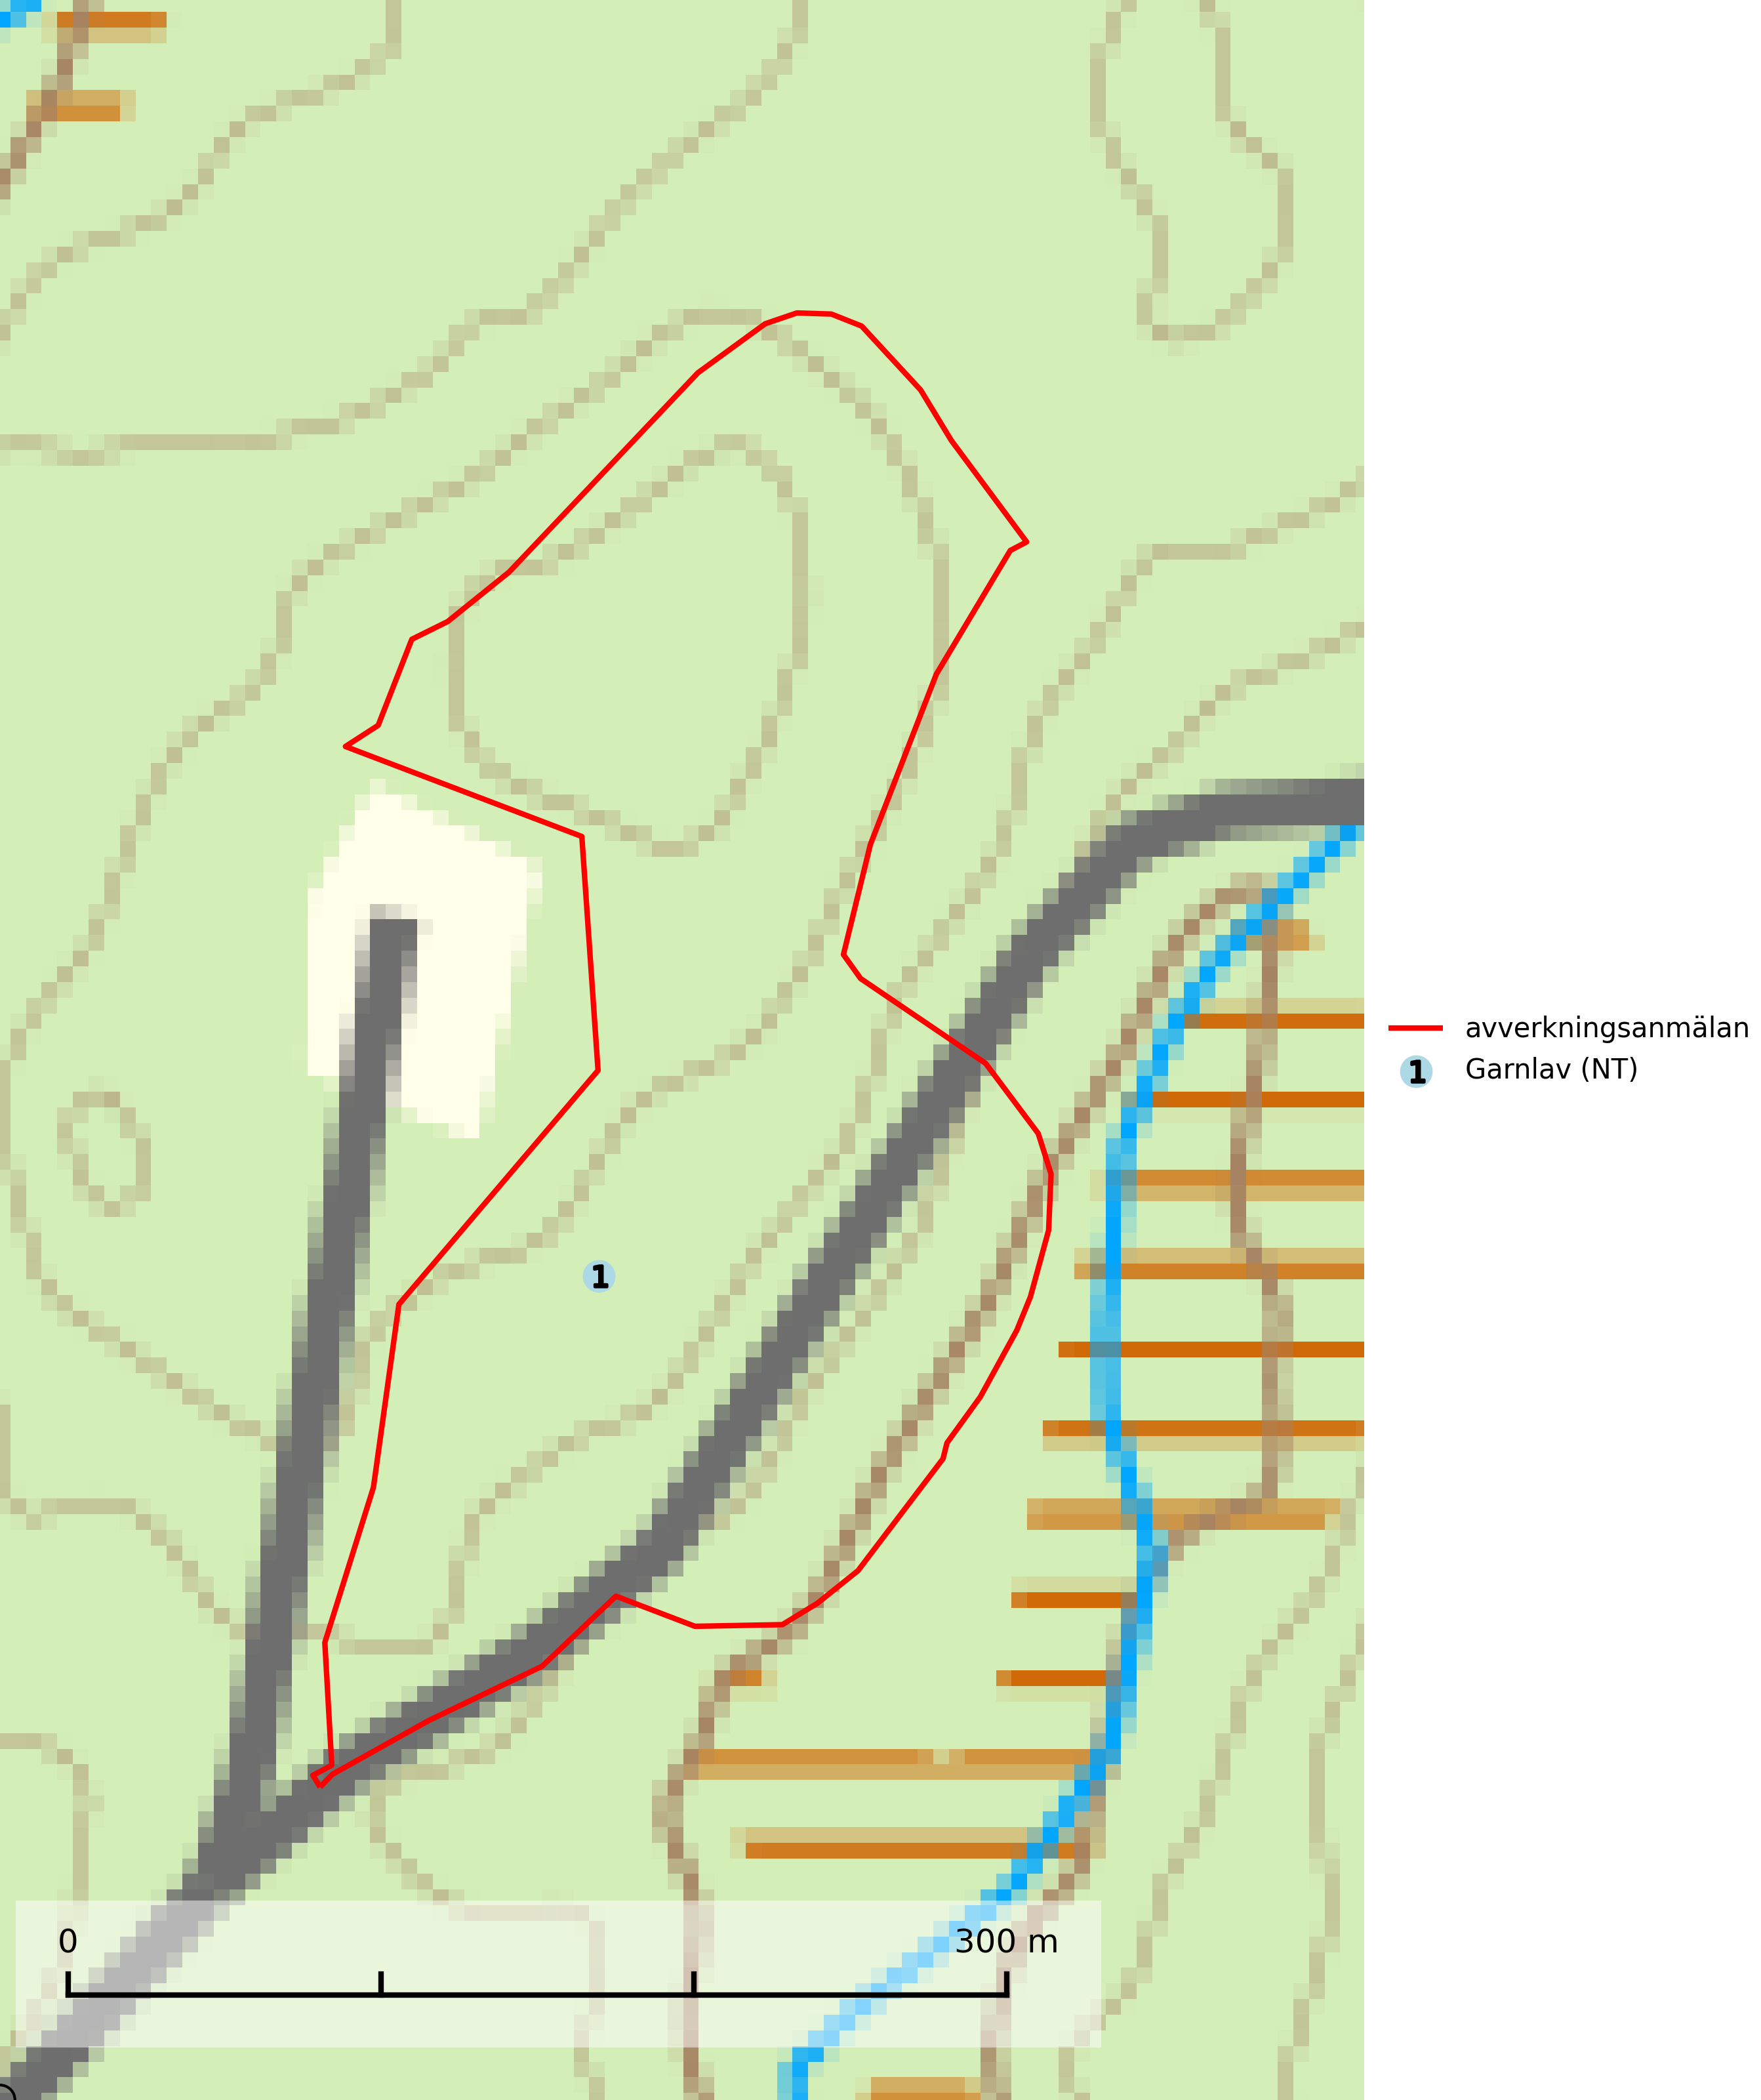 avverkningsanmälan
1 Garnlav (NT)
1
0 300 m